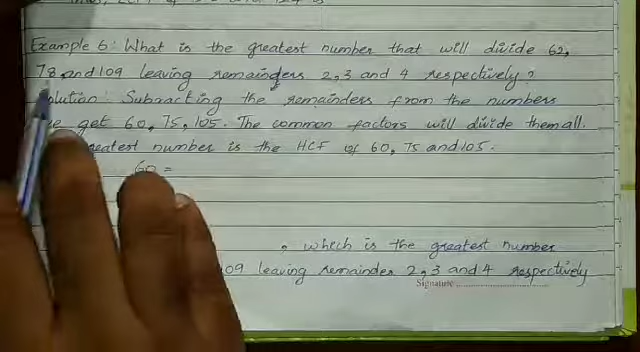 Example 6: What is the greatest number that will divide 62,
78, and 109 leaving remainders 2, 3 and 4 respectively?
olution: Subracting the remainders from the numbers
get 60, 75, 105. The common factors will divide them all.
eatest number is the HCF of 60, 75 and 105.
60 =
, which is the greatest number
109 leaving remainder 2, 3 and 4 respectively
Signature